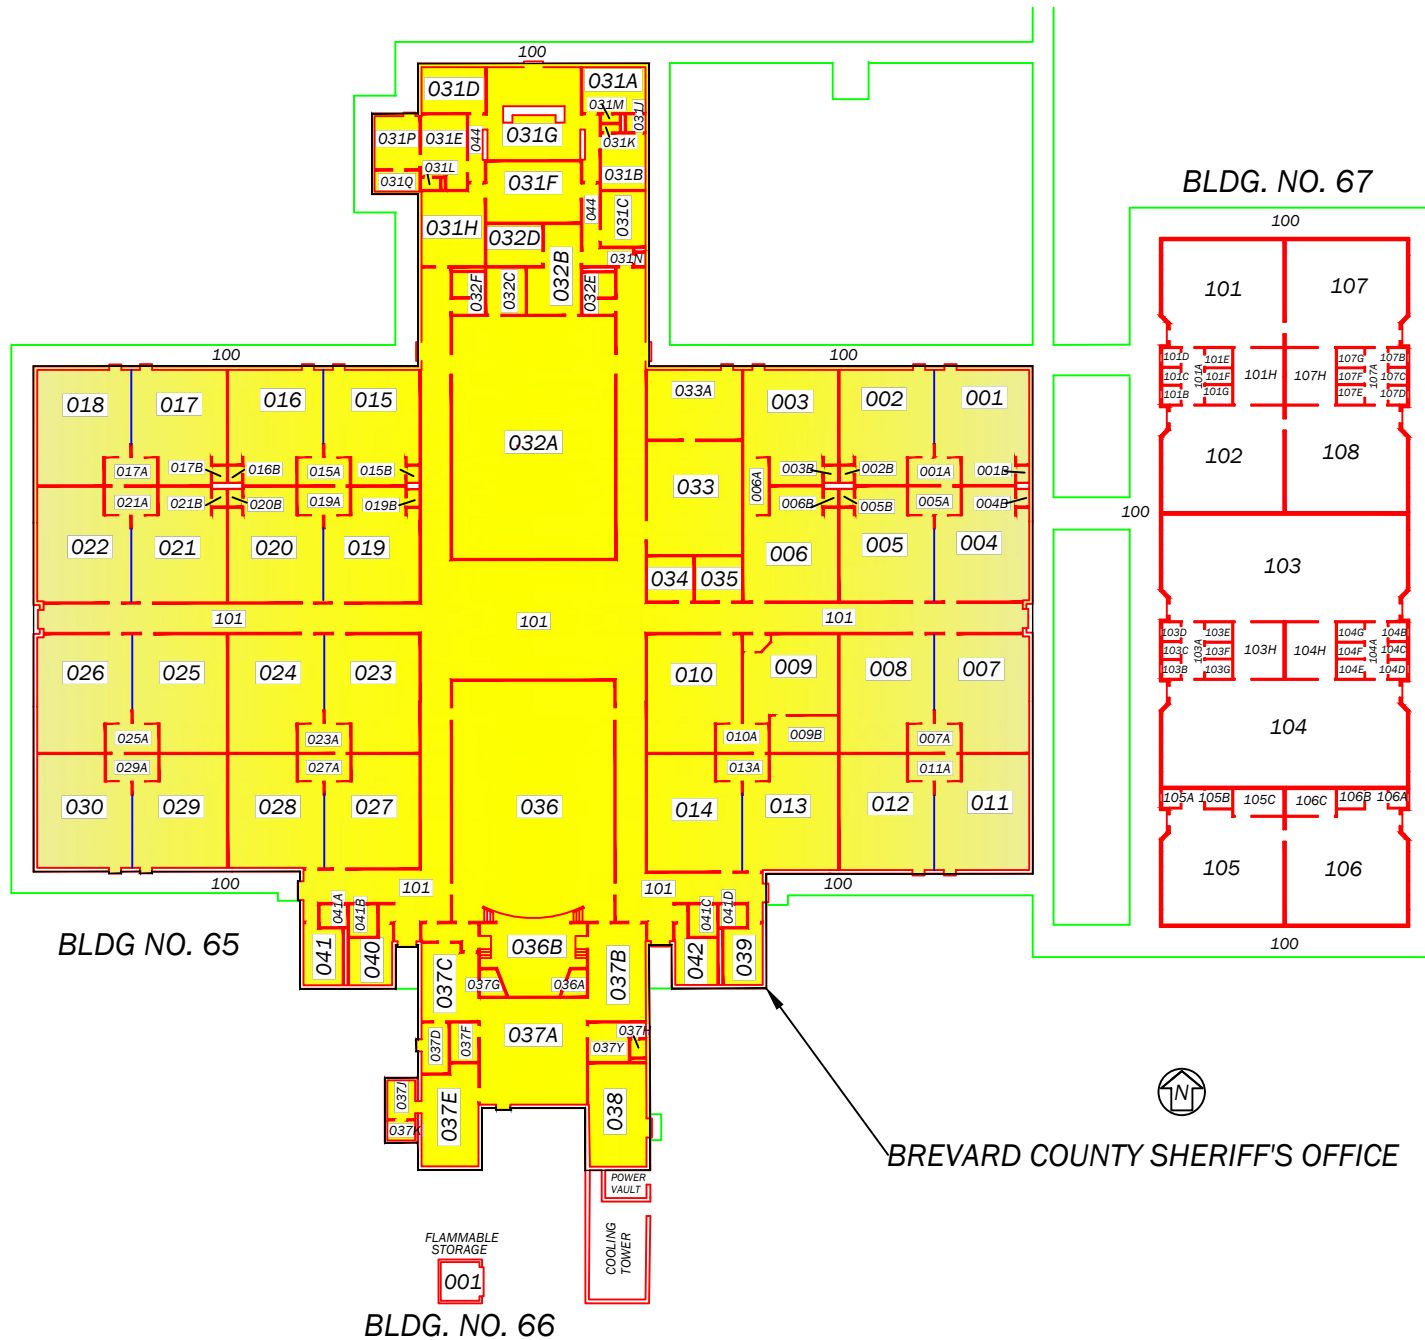 100
031D
031A
031M
031J
031P
031E
044
031G
031K
031L
031Q
031F
031B
031H
044
031C
032D
032B
031N
032F
032C
032E
BLDG. NO. 67
100
101
107
101D
101E
107G
107B
101C
101A
101F
101H
107H
107F
107A
107C
101B
101G
107E
107D
102
108
100
103
103D
103E
104G
104B
103C
103A
103F
103H
104H
104F
104A
104C
103B
103G
104E
104D
104
105A
105B
105C
106C
106B
106A
105
106
100
100
100
018
017
016
015
032A
033A
003
002
001
017A
017B
016B
015A
015B
033
006A
003B
002B
001A
001B
021A
021B
020B
019A
019B
006B
005B
005A
004B
022
021
020
019
034
035
006
005
004
101
101
101
026
025
024
023
010
009
008
007
025A
023A
010A
009B
007A
029A
027A
013A
011A
030
029
028
027
036
014
013
012
011
100
101
101
100
041A
041B
041C
041D
BLDG NO. 65
041
040
036B
037B
042
039
037C
037G
036A
037D
037F
037A
037H
037Y
037J
037K
037E
038
N
BREVARD COUNTY SHERIFF'S OFFICE
POWER
VAULT
COOLING
TOWER
FLAMMABLE
STORAGE
001
BLDG. NO. 66